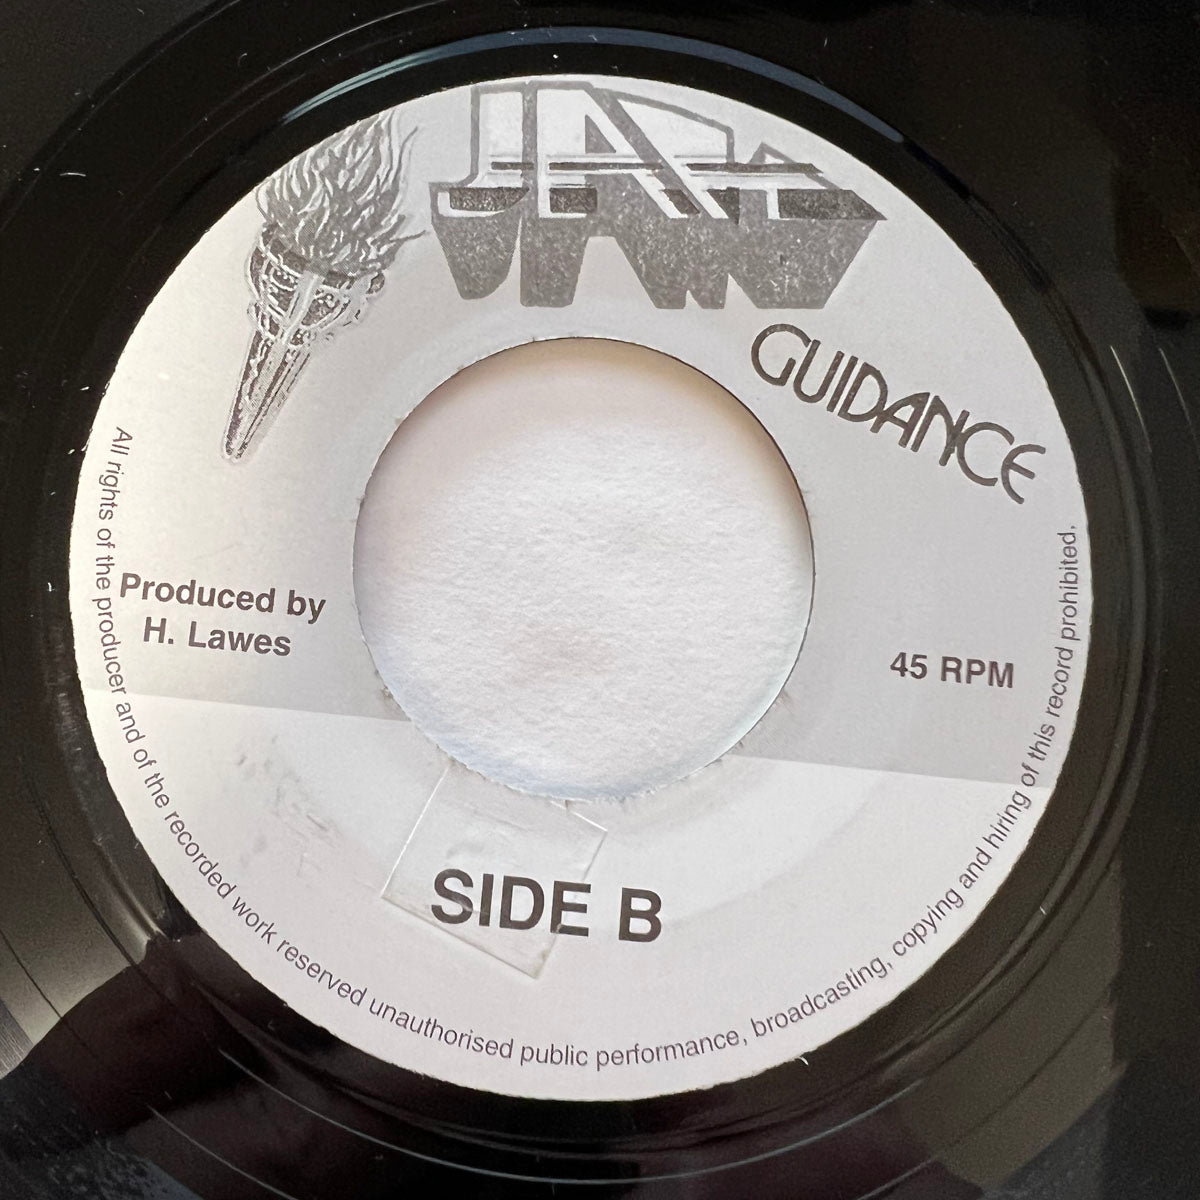 JAH
GUIDANCE
Produced by
H. Lawes
45 RPM
SIDE B
All rights of the producer and of the recorded work reserved unauthorised public performance, broadcasting, copying and hiring of this record prohibited.